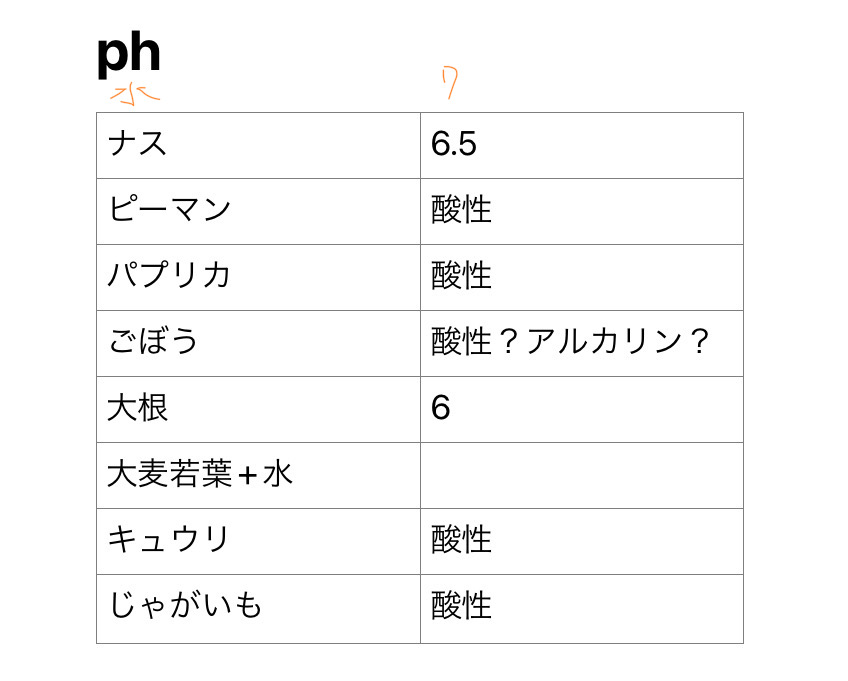 ph
水 7
ナス 6.5
ピーマン 酸性
パプリカ 酸性
ごぼう 酸性？アルカリン？
大根 6
大麦若葉+水
キュウリ 酸性
じゃがいも 酸性